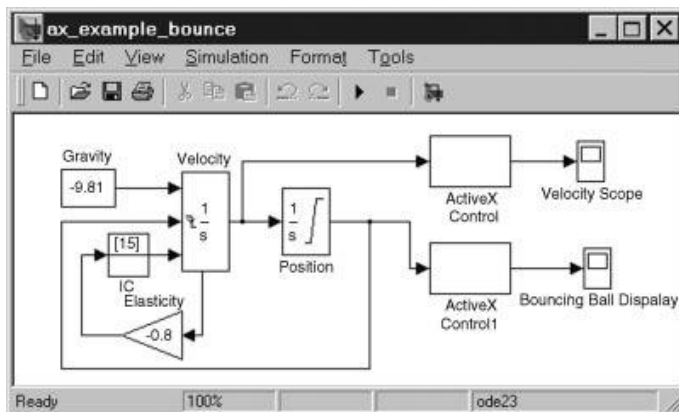 ax_example_bounce
File Edit View Simulation Format Tools
Gravity
-9.81
Velocity
1
s
1
s
Position
[15]
IC
Elasticity
-0.8
ActiveX
Control
Velocity Scope
ActiveX
Control1
Bouncing Ball Dispalay
Ready 100% ode23